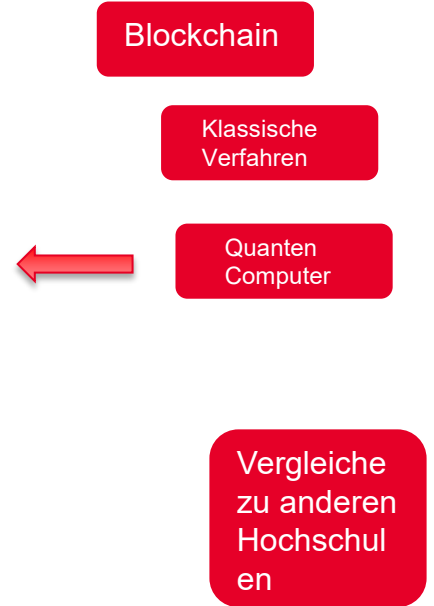 Blockchain
Klassische
Verfahren
Quanten
Computer
Vergleiche
zu anderen
Hochschul
en